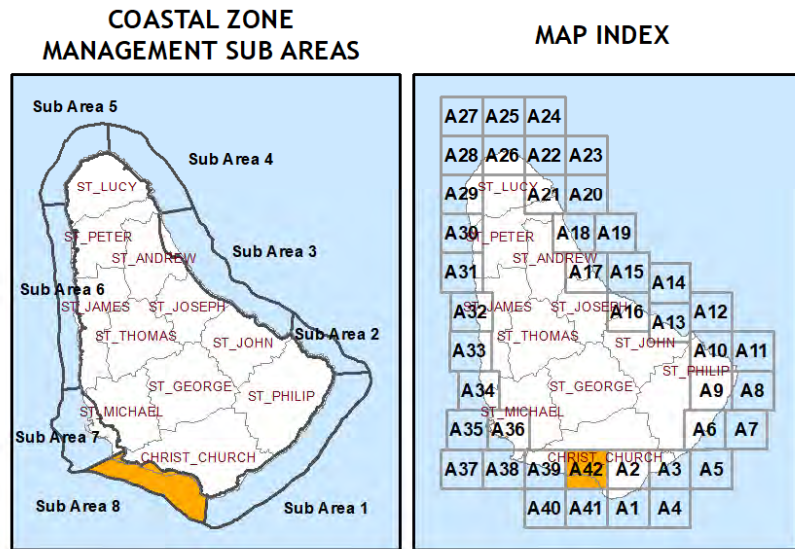 COASTAL ZONE
MANAGEMENT SUB AREAS
Sub Area 5
Sub Area 4
ST_LUCY
ST_PETER
Sub Area 3
ST_ANDREW
Sub Area 6
ST_JAMES
ST_JOSEPH
Sub Area 2
ST_THOMAS
ST_JOHN
ST_GEORGE
ST_PHILIP
ST_MICHAEL
Sub Area 7
CHRIST_CHURCH
Sub Area 8
Sub Area 1
MAP INDEX
A27 A25 A24
A28 A26 A22 A23
ST_LUCY
A29 A21 A20
A30 A18 A19
ST_PETER
ST_ANDREW
A31 A17 A15
A14
ST_JAMES
ST_JOSEPH
A32 A16 A12
A13
ST_THOMAS
ST_JOHN
A33 A10 A11
ST_PHILIP
ST_GEORGE
A34 A9 A8
ST_MICHAEL
A35 A36 A6 A7
CHRIST_CHURCH
A37 A38 A39 A42 A2 A3 A5
A40 A41 A1 A4